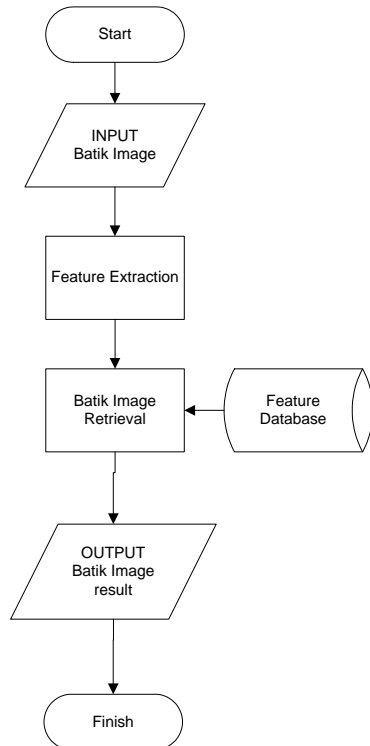 Start
INPUT
Batik Image
Feature Extraction
Batik Image
Retrieval
Feature
Database
OUTPUT
Batik Image
result
Finish